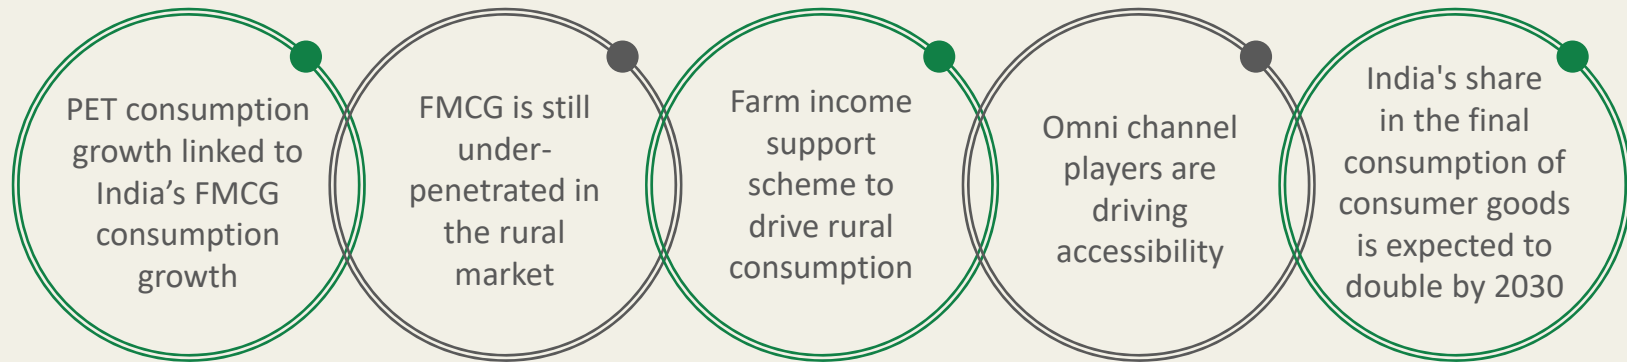 PET consumption
growth linked to
India’s FMCG
consumption
growth
FMCG is still
under-
penetrated in
the rural
market
Farm income
support
scheme to
drive rural
consumption
Omni channel
players are
driving
accessibility
India's share
in the final
consumption of
consumer goods
is expected to
double by 2030